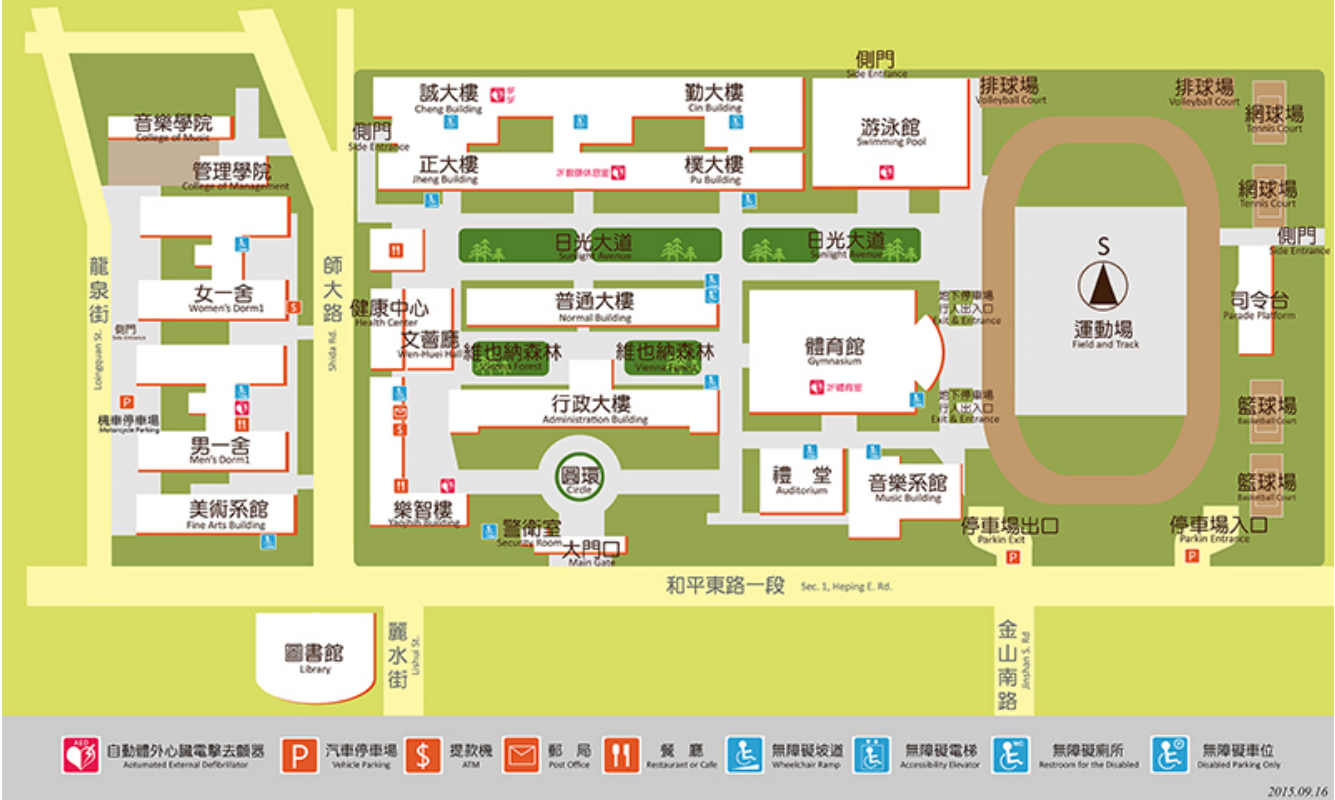 側門
Side Entrance
誠大樓
Cheng Building
勤大樓
Cin Building
排球場
Volleyball Court
排球場
Volleyball Court
網球場
Tennis Court
音樂學院
College of Music
側門
Side Entrance
游泳館
Swimming Pool
管理學院
College of Management
正大樓
Jheng Building
樸大樓
Pu Building
網球場
Tennis Court
日光大道
Sunlight Avenue
日光大道
Sunlight Avenue
側門
Side Entrance
S
龍泉街
Loingquan St.
師大路
Shida Rd.
女一舍
Women's Dorm1
$
健康中心
Health Center
普通大樓
Normal Building
地下停車場
行人出入口
Exit & Entrance
運動場
Field and Track
司令台
Parade Platform
側門
Side Entrance
文薈廳
Wen-Huei Hall
維也納森林
Vienna Forest
維也納森林
體育館
Gymnasium
2F體育室
P
機車停車場
Motorcycle Parking
$
行政大樓
Administration Building
地下停車場
行人出入口
Exit & Entrance
籃球場
Basketball Court
男一舍
Men's Dorm1
圓環
Circle
禮 堂
Auditorium
音樂系館
Music Building
籃球場
Basketball Court
美術系館
Fine Arts Building
樂智樓
警衛室
Security Room
大門口
Main Gate
停車場出口
Parkin Exit
P
停車場入口
Parkin Entrance
P
和平東路一段 Sec. 1, Heping E. Rd.
圖書館
Library
麗水街
Lishui St.
金山南路
Jinshan S. Rd
AED
自動體外心臟電擊去顫器
Aotumated External Defibrillator
P
汽車停車場
Vehicle Parking
$
提款機
ATM
郵 局
Post Office
餐 廳
Restaurant or Cafe
無障礙坡道
Wheelchair Ramp
無障礙電梯
Accessibility Elevator
WC
無障礙廁所
Restroom for the Disabled
P
無障礙車位
Disabled Parking Only
2015.09.16